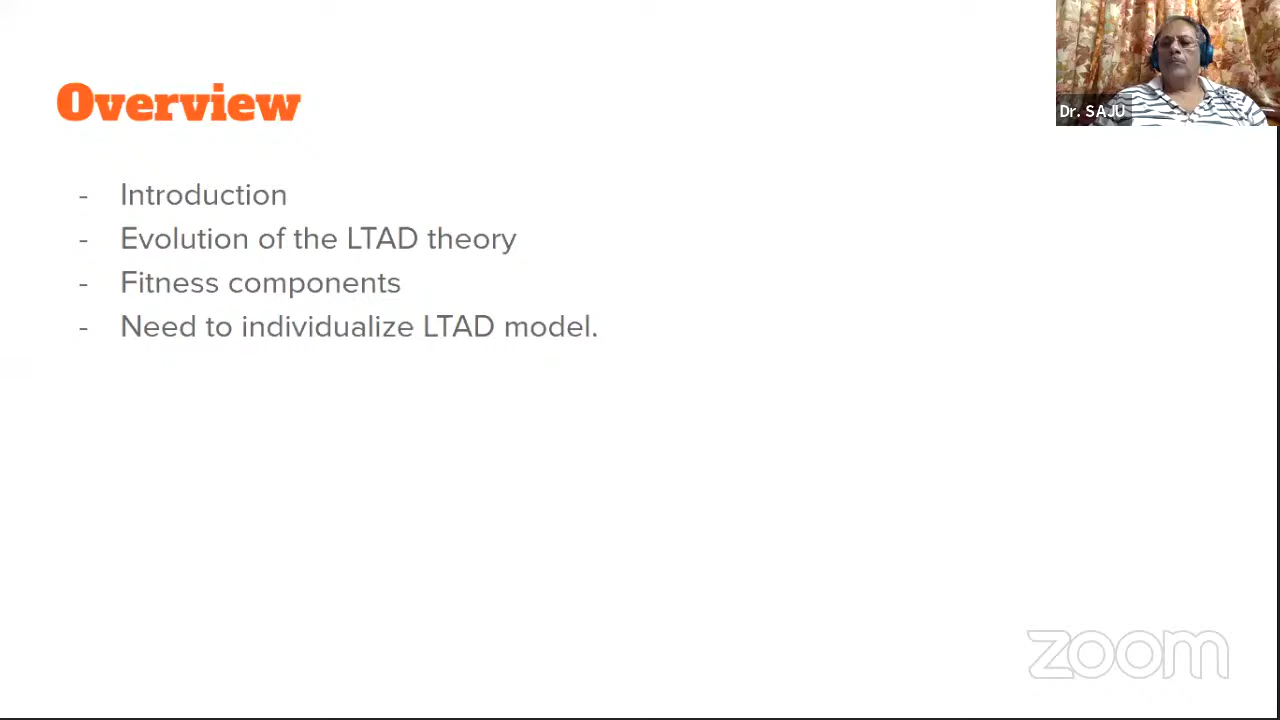 Overview
Dr. SAJU
- Introduction
- Evolution of the LTAD theory
- Fitness components
- Need to individualize LTAD model.
zoom